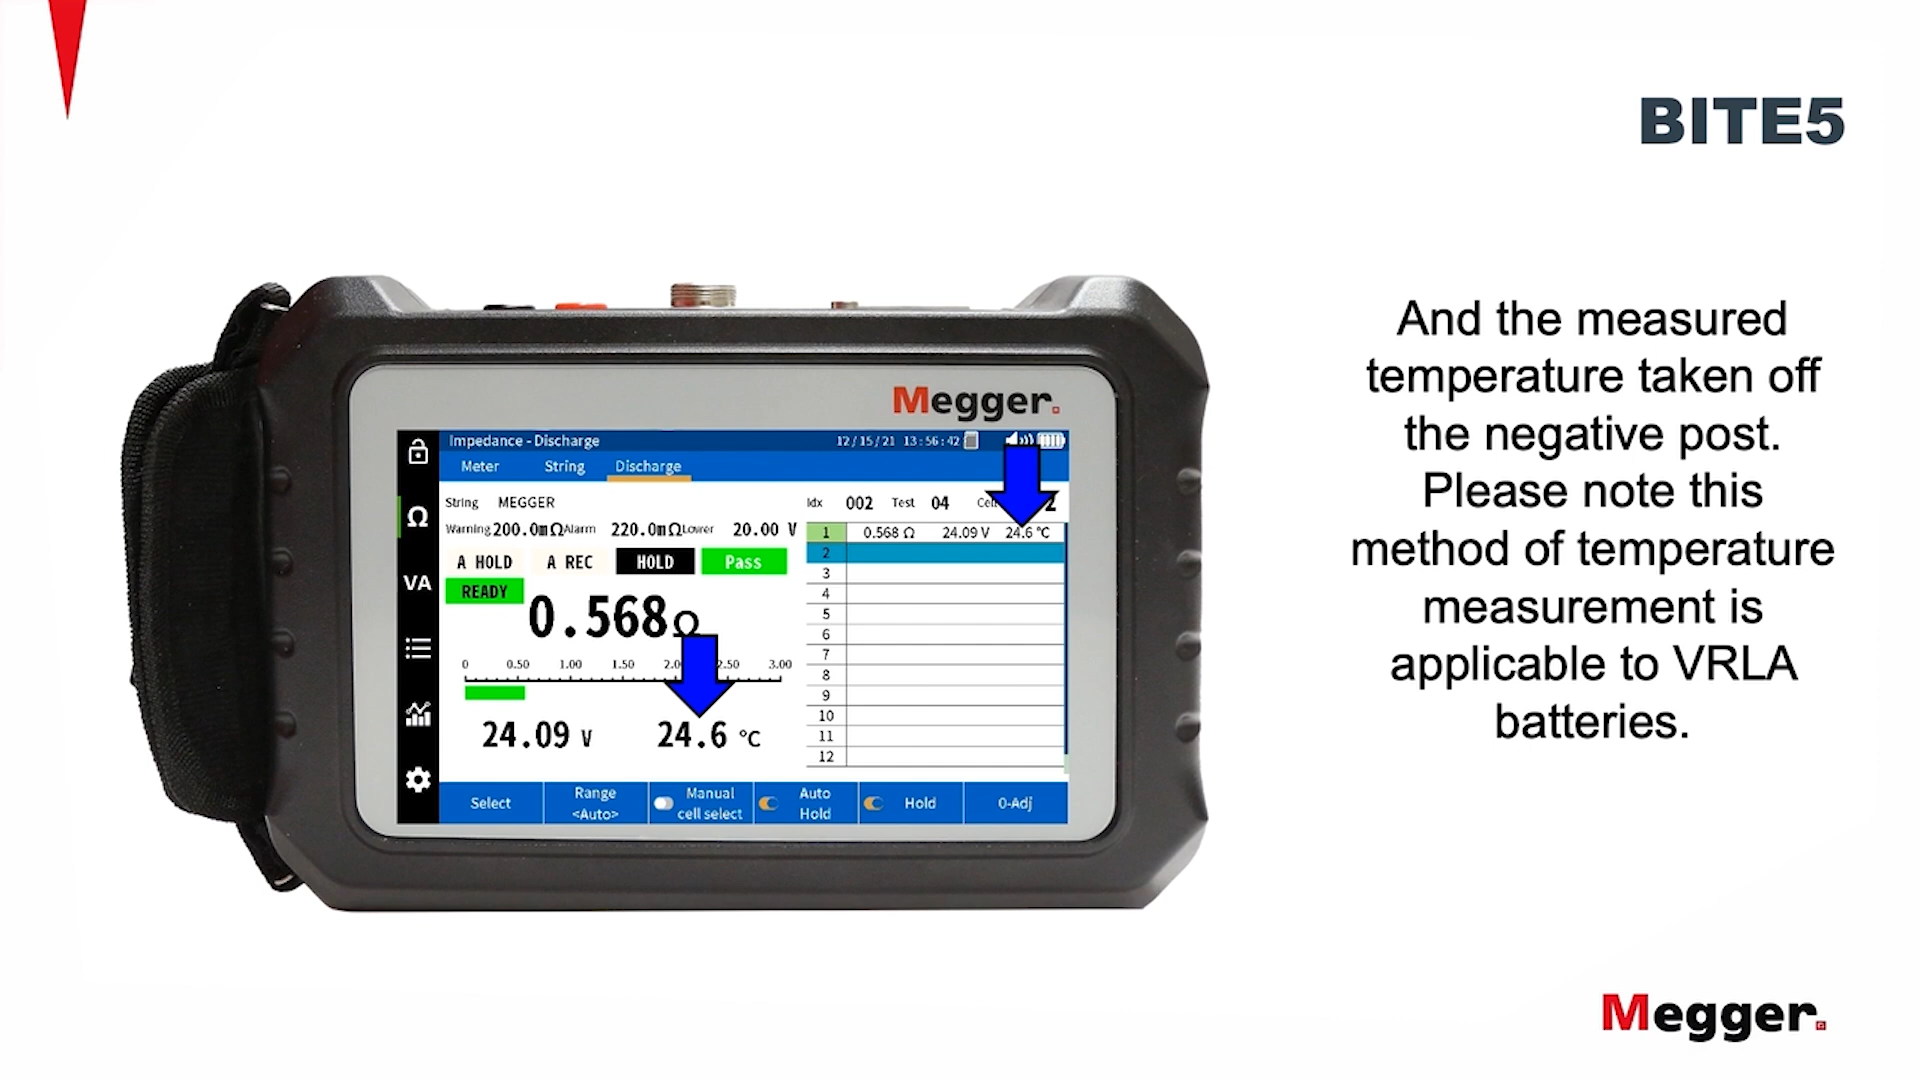 BITE5
And the measured
temperature taken off
the negative post.
Please note this
method of temperature
measurement is
applicable to VRLA
batteries.
Megger.
Impedance - Discharge 12/15/21 13:56:42
Meter String Discharge
String MEGGER
Idx 002 Test 04
Warning 200.0mΩ Alarm 220.0mΩ Lower 20.00 V
A HOLD A REC HOLD Pass
READY
0.568Ω
0 0.50 1.00 1.50 2.50 3.00
24.09 V 24.6 °C
1 0.568 Ω 24.09 V 24.6 °C
2
3
4
5
6
7
8
9
10
11
12
Ω
VA
Select
Range
<Auto>
Manual
cell select
Auto
Hold
Hold
0-Adj
Megger.